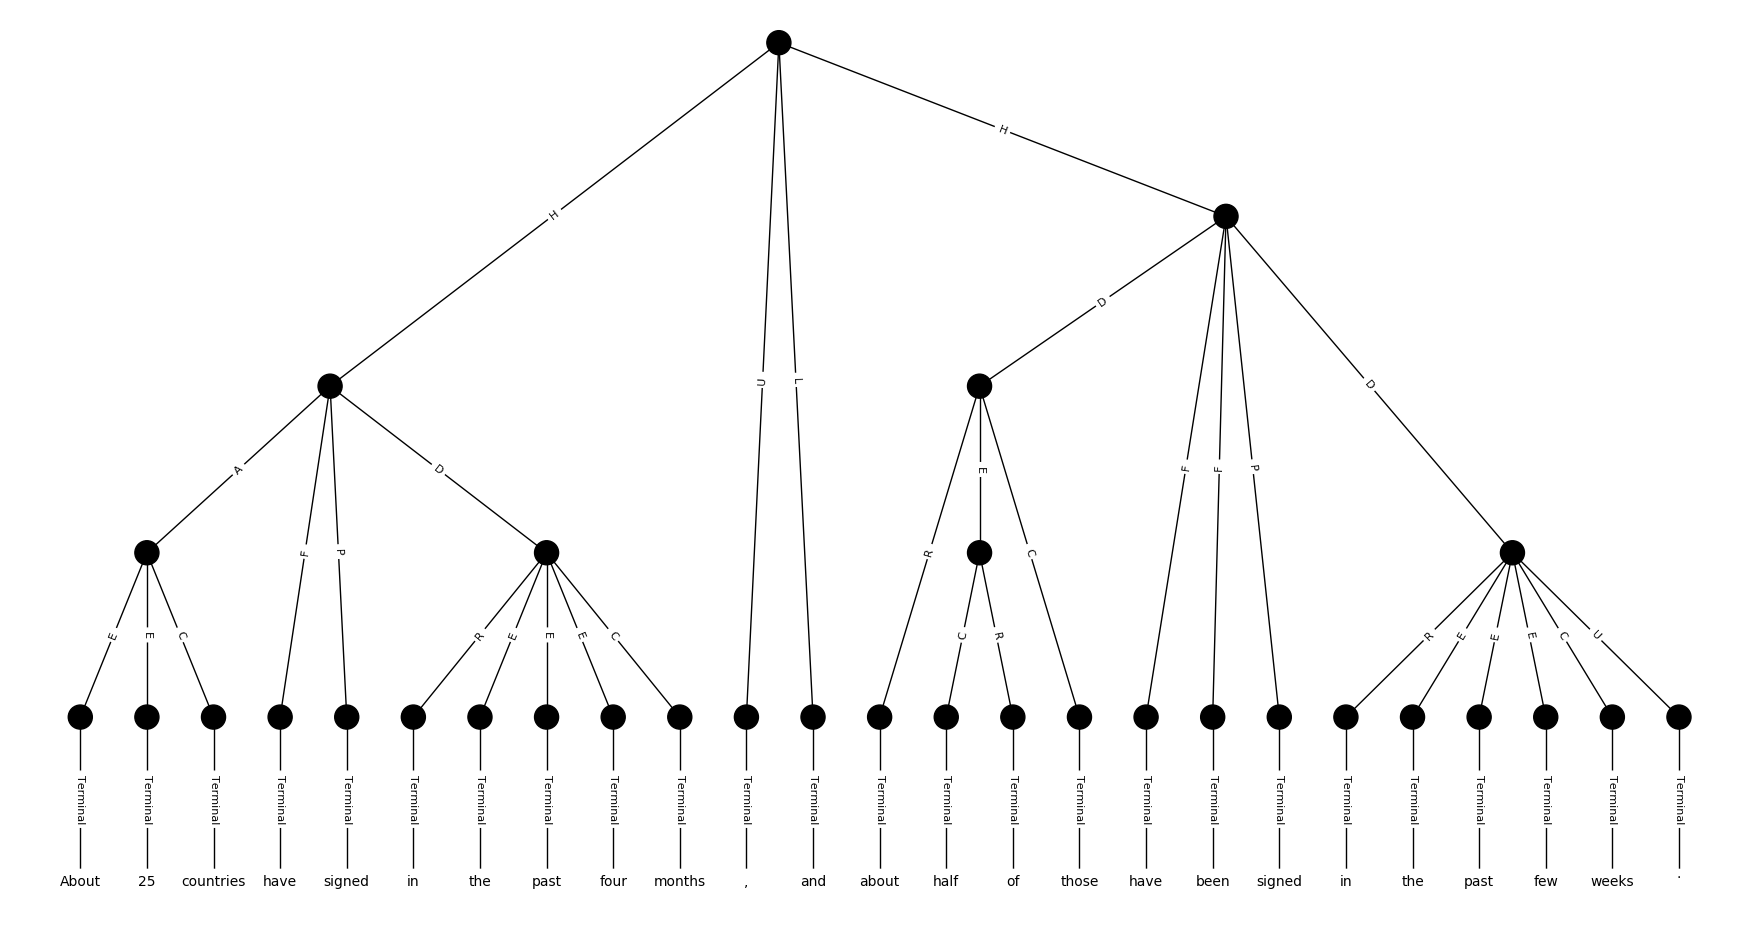 H
H
D
U
L
D
A
D
E
F
F
P
F
P
R
C
E
E
C
R
E
E
E
C
C
R
R
E
E
E
C
U
Terminal Terminal Terminal Terminal Terminal Terminal Terminal Terminal Terminal Terminal Terminal Terminal Terminal Terminal Terminal Terminal Terminal Terminal Terminal Terminal Terminal Terminal Terminal Terminal Terminal
About 25 countries have signed in the past four months , and about half of those have been signed in the past few weeks .